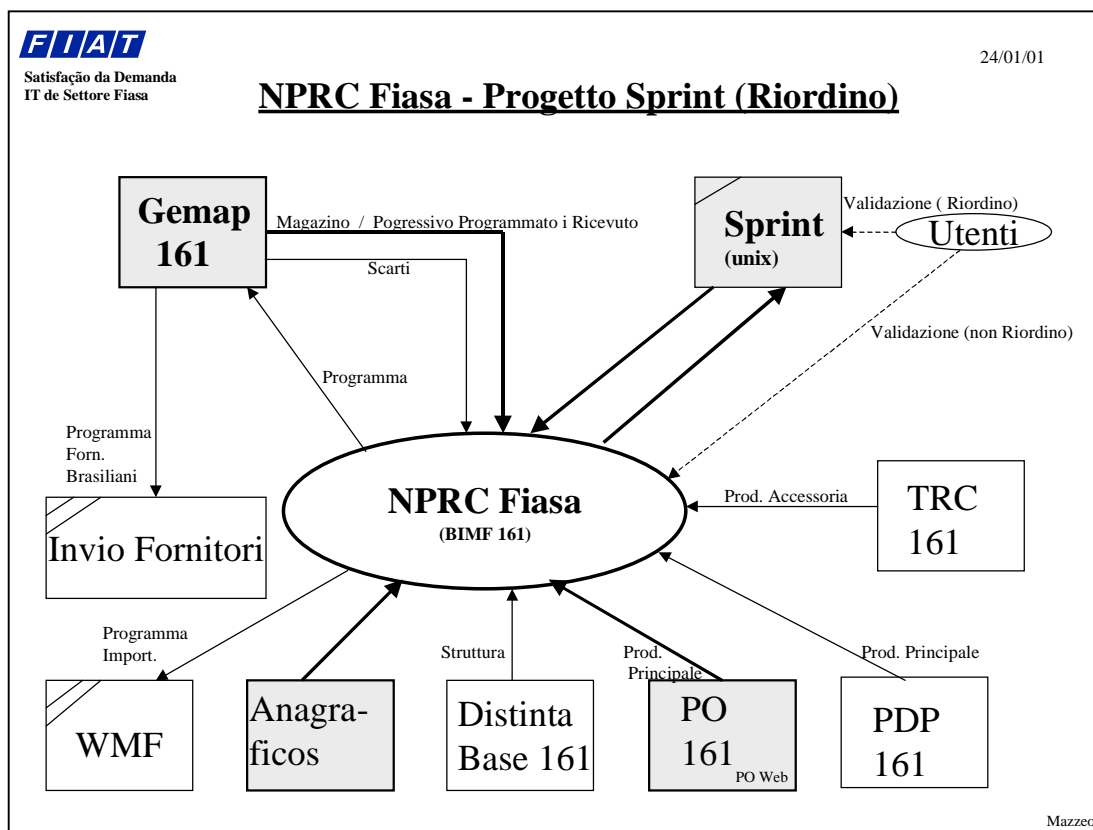 FIAT
24/01/01
Satisfação da Demanda
IT de Settore Fiasa
NPRC Fiasa - Progetto Sprint (Riordino)
Gemap
161
Magazino / Pogressivo Programmato i Ricevuto
Scarti
Sprint
(unix)
Validazione ( Riordino)
Utenti
Validazione (non Riordino)
Programma
Programma
Forn.
Brasiliani
Invio Fornitori
NPRC Fiasa
(BIMF 161)
Prod. Accessoria
TRC
161
Programma
Import.
Struttura
Prod.
Principale
Prod. Principale
WMF
Anagra-
ficos
Distinta
Base 161
PO
161
PO Web
PDP
161
Mazzeo